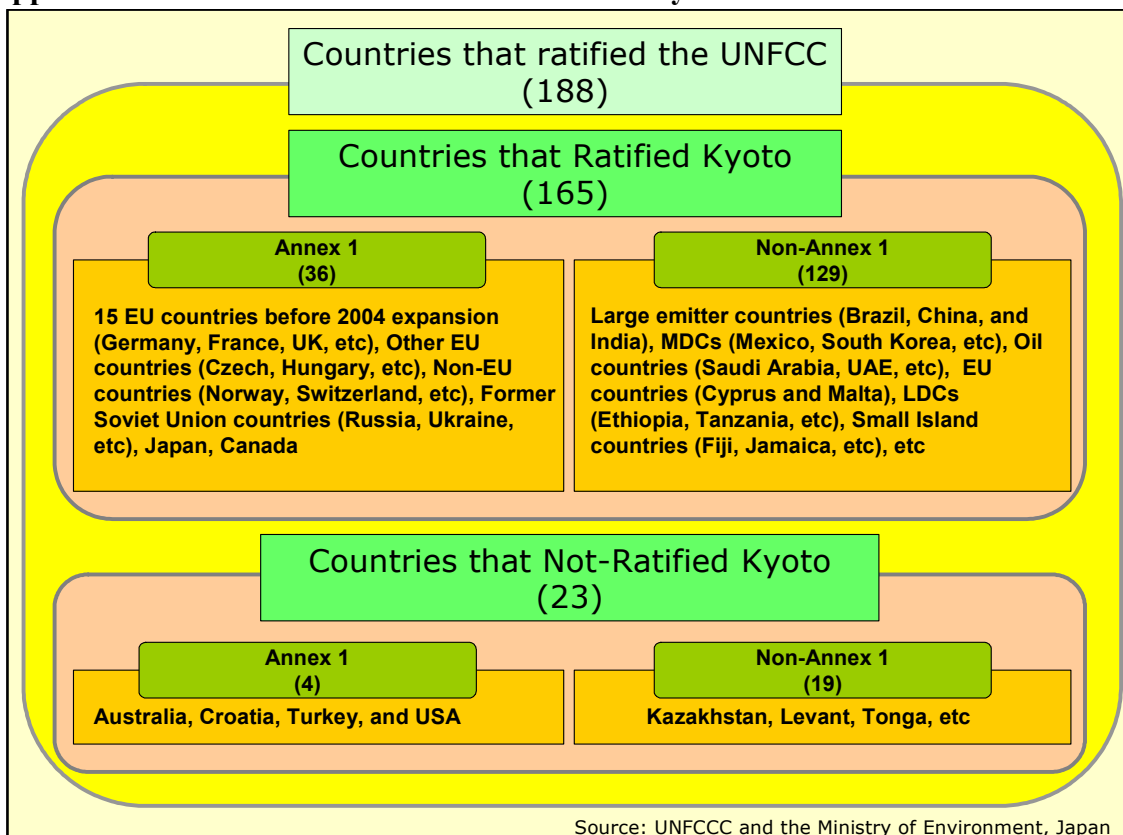 Countries that ratified the UNFCC
(188)
Countries that Ratified Kyoto
(165)
Annex 1
(36)
15 EU countries before 2004 expansion
(Germany, France, UK, etc), Other EU
countries (Czech, Hungary, etc), Non-EU
countries (Norway, Switzerland, etc), Former
Soviet Union countries (Russia, Ukraine,
etc), Japan, Canada
Non-Annex 1
(129)
Large emitter countries (Brazil, China, and
India), MDCs (Mexico, South Korea, etc), Oil
countries (Saudi Arabia, UAE, etc), EU
countries (Cyprus and Malta), LDCs
(Ethiopia, Tanzania, etc), Small Island
countries (Fiji, Jamaica, etc), etc
Countries that Not-Ratified Kyoto
(23)
Annex 1
(4)
Australia, Croatia, Turkey, and USA
Non-Annex 1
(19)
Kazakhstan, Levant, Tonga, etc
Source: UNFCCC and the Ministry of Environment, Japan